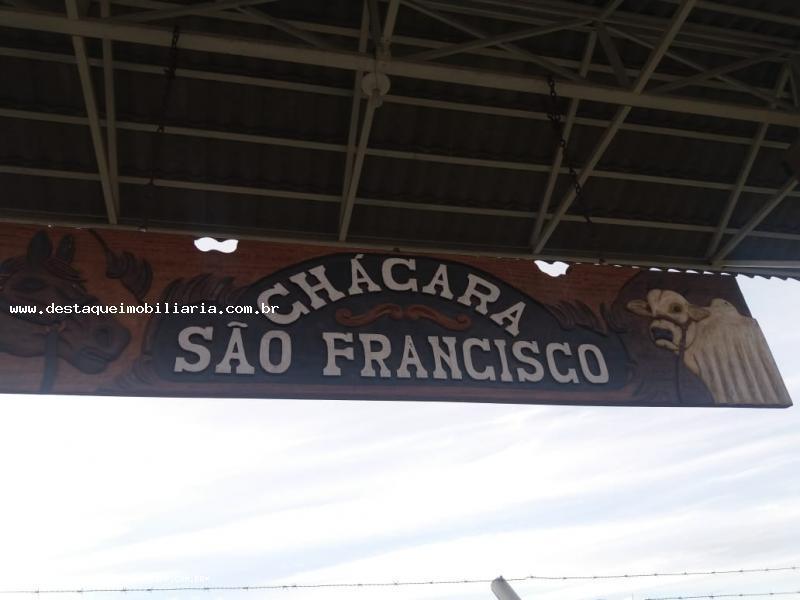 CHÁCARA
SÃO FRANCISCO
www.destaqueimobiliaria.com.br